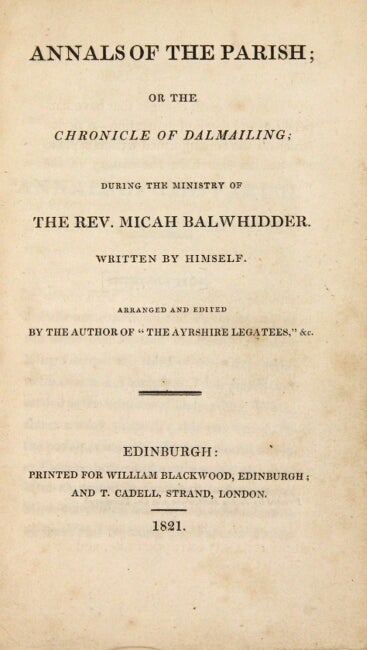 ANNALS OF THE PARISH;
OR THE
CHRONICLE OF DALMAILING;
DURING THE MINISTRY OF
THE REV. MICAH BALWHIDDER.
WRITTEN BY HIMSELF.
ARRANGED AND EDITED
BY THE AUTHOR OF "THE AYRSHIRE LEGATEES," &c.
EDINBURGH:
PRINTED FOR WILLIAM BLACKWOOD, EDINBURGH;
AND T. CADELL, STRAND, LONDON.
1821.